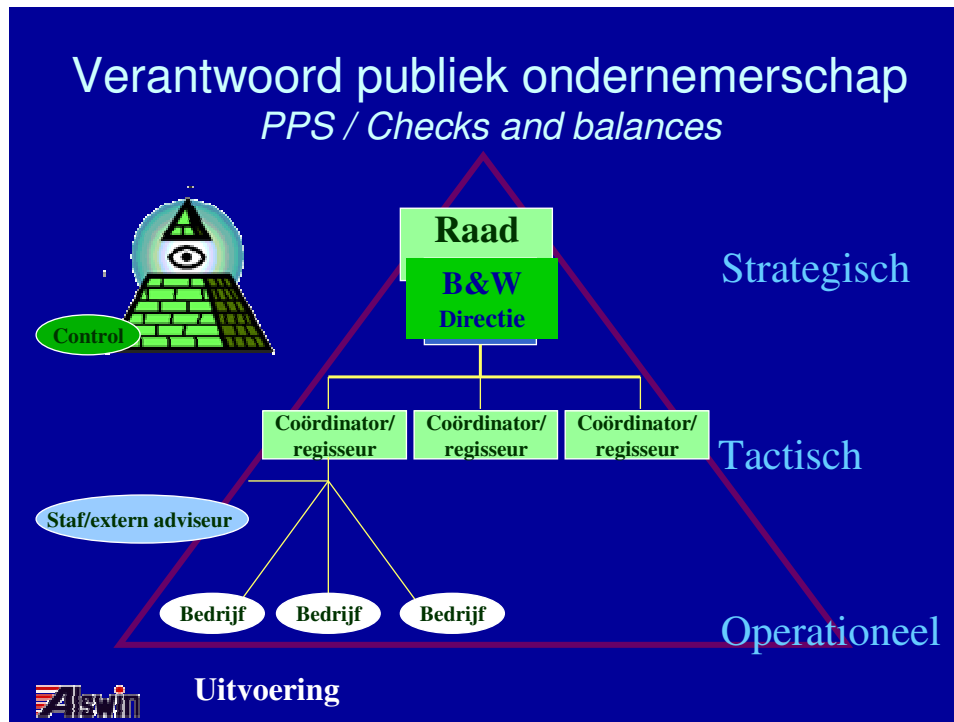 Verantwoord publiek ondernemerschap
PPS / Checks and balances
Raad
B&W
Directie
Strategisch
Control
Coördinator/
regisseur
Coördinator/
regisseur
Coördinator/
regisseur
Tactisch
Staf/extern adviseur
Bedrijf
Bedrijf
Bedrijf
Operationeel
Uitvoering
Alswin